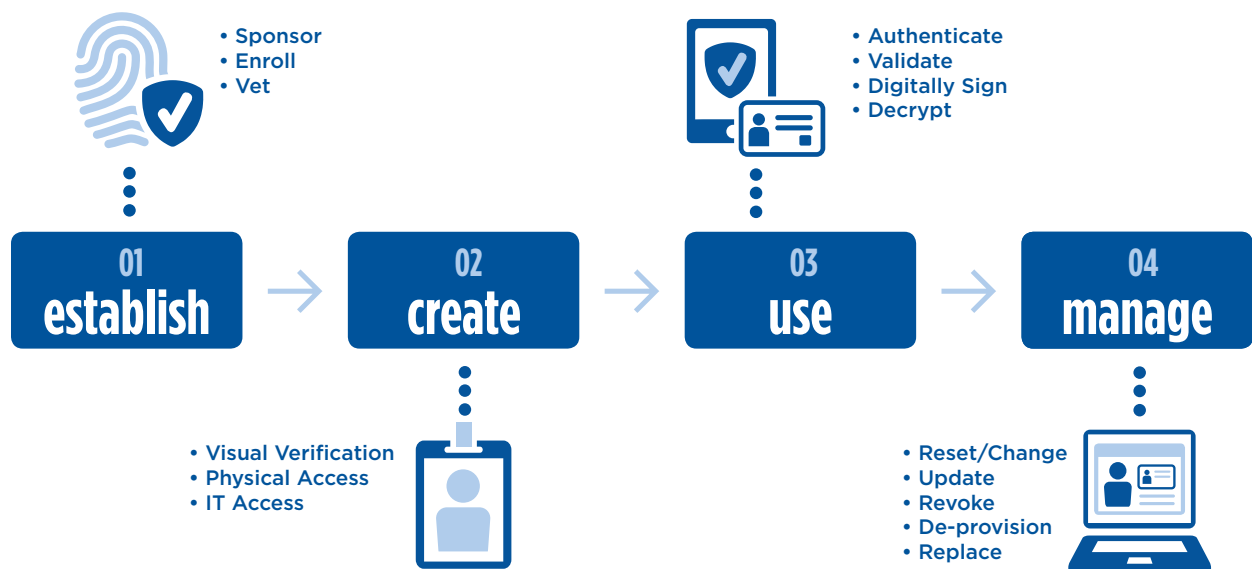 • Sponsor
• Enroll
• Vet
• Authenticate
• Validate
• Digitally Sign
• Decrypt
01
establish
02
create
03
use
04
manage
• Visual Verification
• Physical Access
• IT Access
• Reset/Change
• Update
• Revoke
• De-provision
• Replace